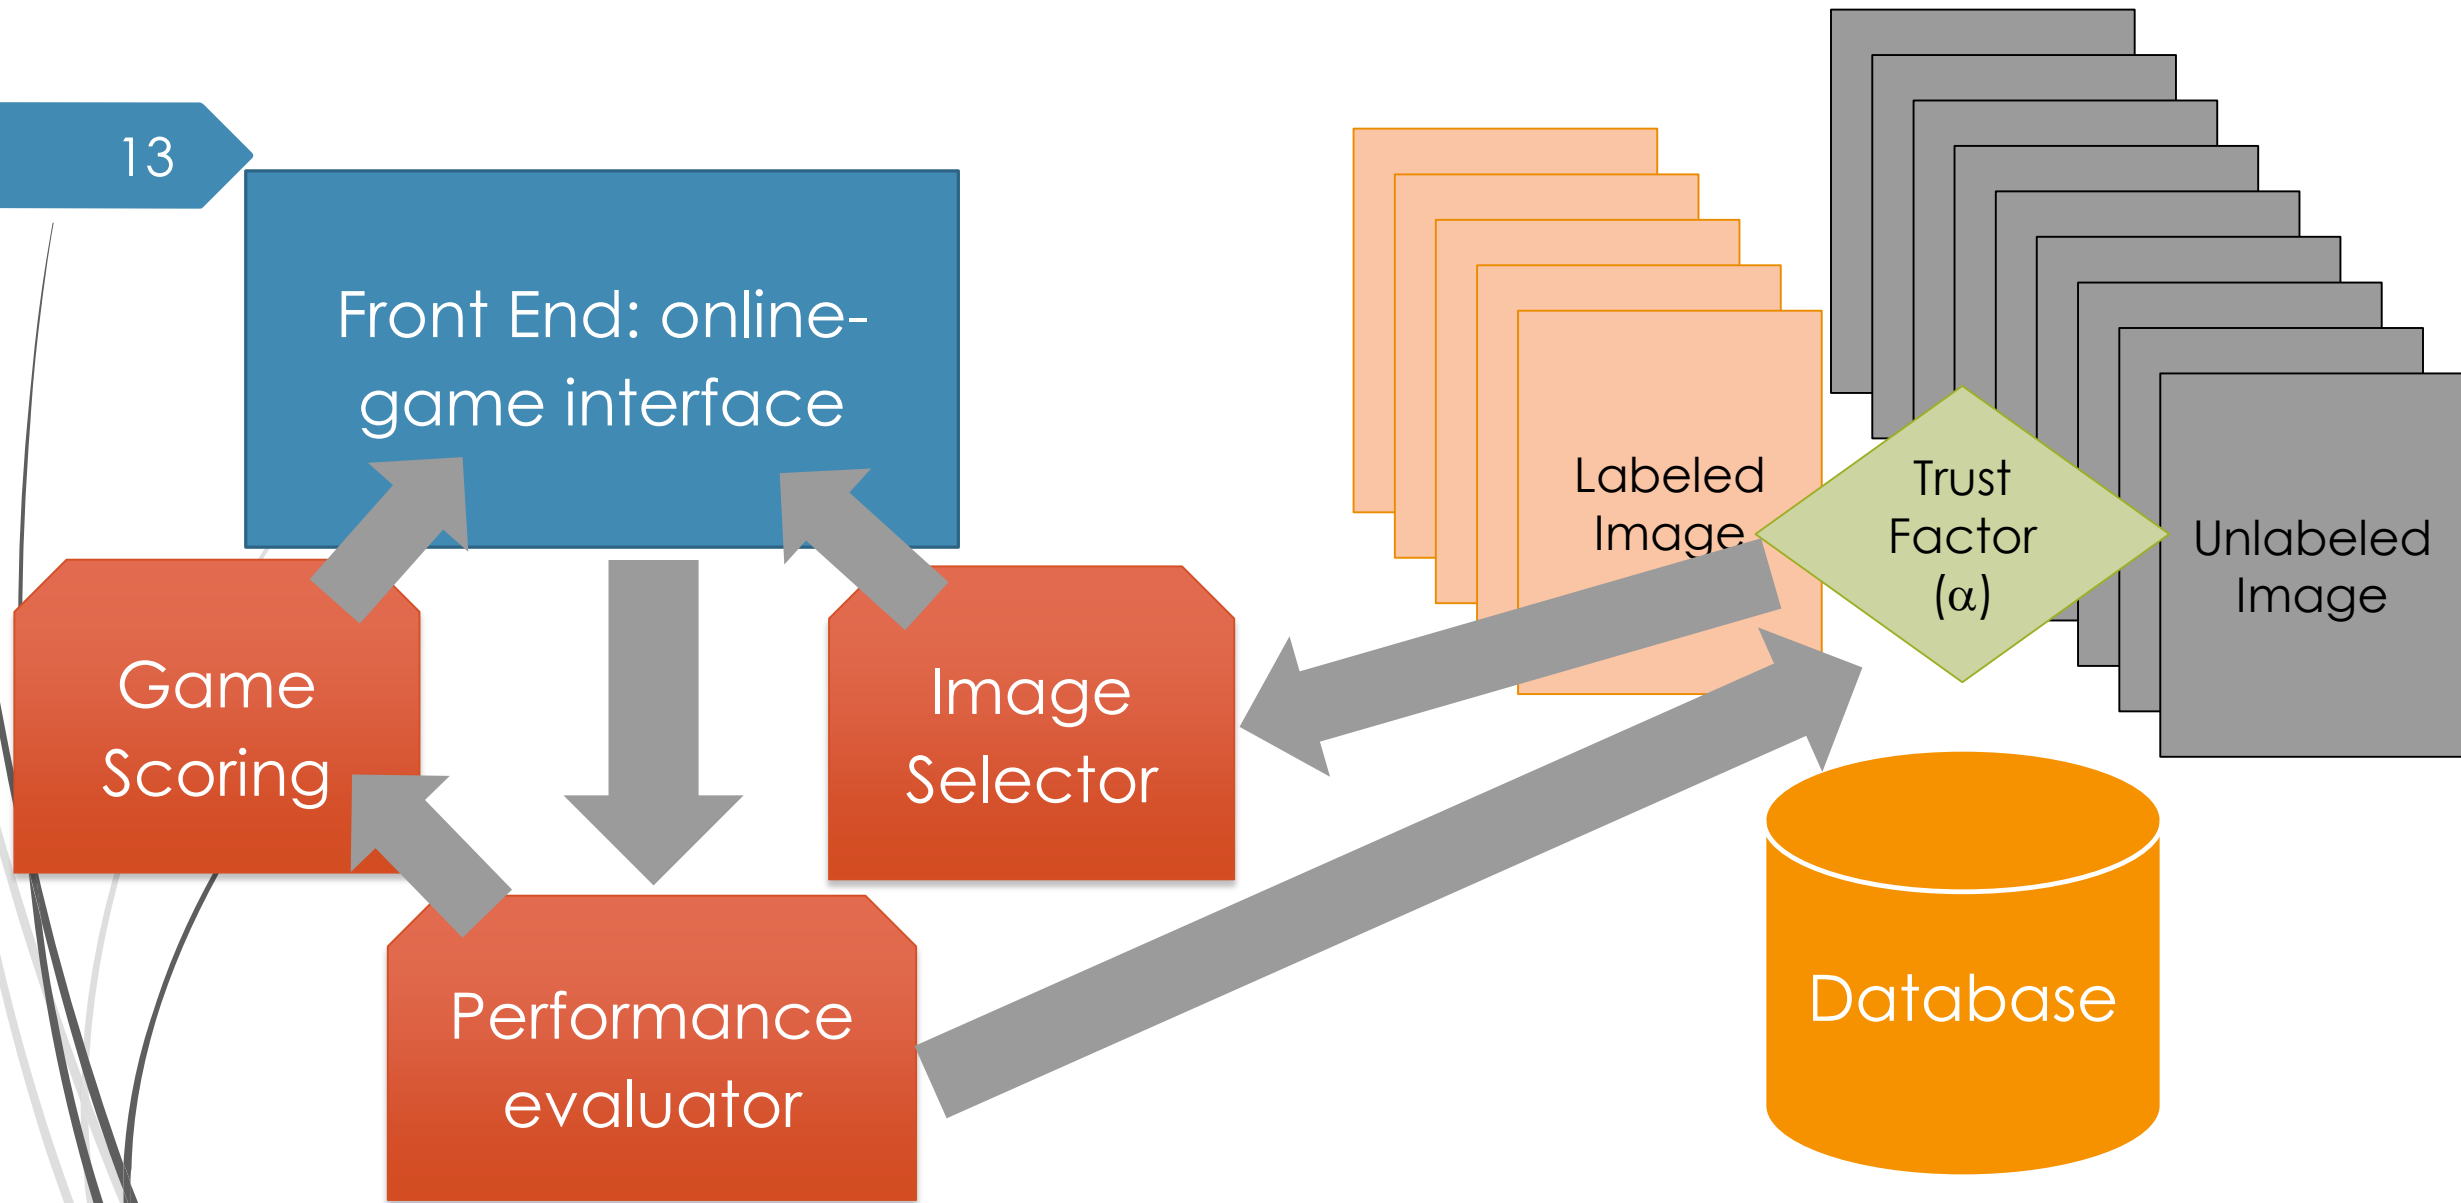 13
Front End: online-
game interface
Labeled
Image
Trust
Factor
(α)
Unlabeled
Image
Game
Scoring
Image
Selector
Performance
evaluator
Database